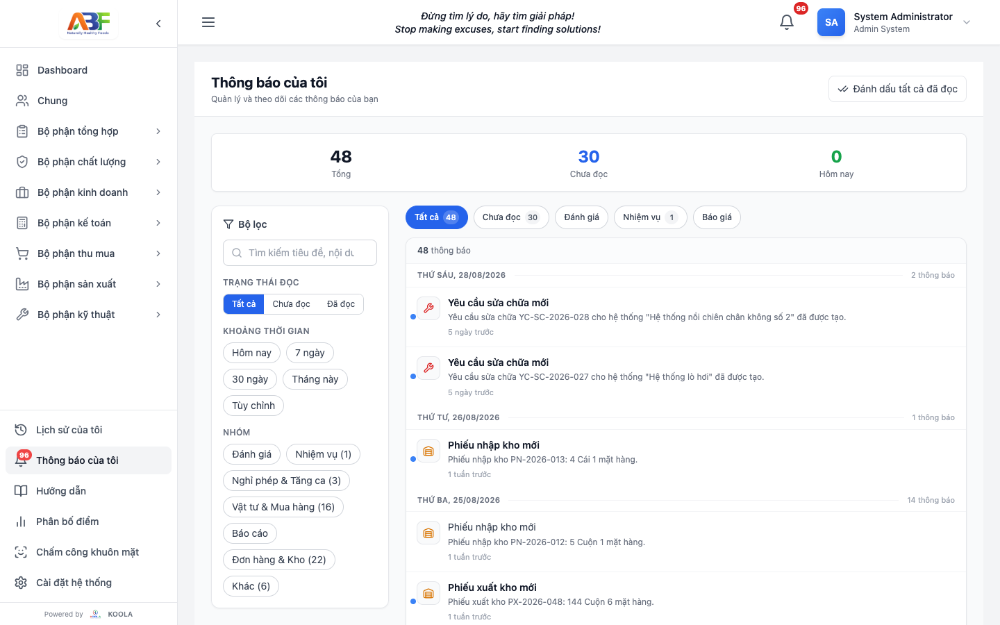 ABF
Naturally Healthy Foods
Dashboard
Chung
Bộ phận tổng hợp
Bộ phận chất lượng
Bộ phận kinh doanh
Bộ phận kế toán
Bộ phận thu mua
Bộ phận sản xuất
Bộ phận kỹ thuật
Lịch sử của tôi
96
Thông báo của tôi
Hướng dẫn
Phân bố điểm
Chấm công khuôn mặt
Cài đặt hệ thống
Powered by KOOLA
Đừng tìm lý do, hãy tìm giải pháp!
Stop making excuses, start finding solutions!
96
SA
System Administrator
Admin System
Thông báo của tôi
Quản lý và theo dõi các thông báo của bạn
Đánh dấu tất cả đã đọc
48
Tổng
30
Chưa đọc
0
Hôm nay
Bộ lọc
Tìm kiếm tiêu đề, nội du
TRẠNG THÁI ĐỌC
Tất cả Chưa đọc Đã đọc
KHOẢNG THỜI GIAN
Hôm nay 7 ngày
30 ngày Tháng này
Tùy chỉnh
NHÓM
Đánh giá Nhiệm vụ (1)
Nghỉ phép & Tăng ca (3)
Vật tư & Mua hàng (16)
Báo cáo
Đơn hàng & Kho (22)
Khác (6)
Tất cả 48 Chưa đọc 30 Đánh giá Nhiệm vụ 1 Báo giá
48 thông báo
THỨ SÁU, 28/08/2026 2 thông báo
Yêu cầu sửa chữa mới
Yêu cầu sửa chữa YC-SC-2026-028 cho hệ thống "Hệ thống nồi chiên chân không số 2" đã được tạo.
5 ngày trước
Yêu cầu sửa chữa mới
Yêu cầu sửa chữa YC-SC-2026-027 cho hệ thống "Hệ thống lò hơi" đã được tạo.
5 ngày trước
THỨ TƯ, 26/08/2026 1 thông báo
Phiếu nhập kho mới
Phiếu nhập kho PN-2026-013: 4 Cái 1 mặt hàng.
1 tuần trước
THỨ BA, 25/08/2026 14 thông báo
Phiếu nhập kho mới
Phiếu nhập kho PN-2026-012: 5 Cuộn 1 mặt hàng.
1 tuần trước
Phiếu xuất kho mới
Phiếu xuất kho PX-2026-048: 144 Cuộn 6 mặt hàng.
1 tuần trước